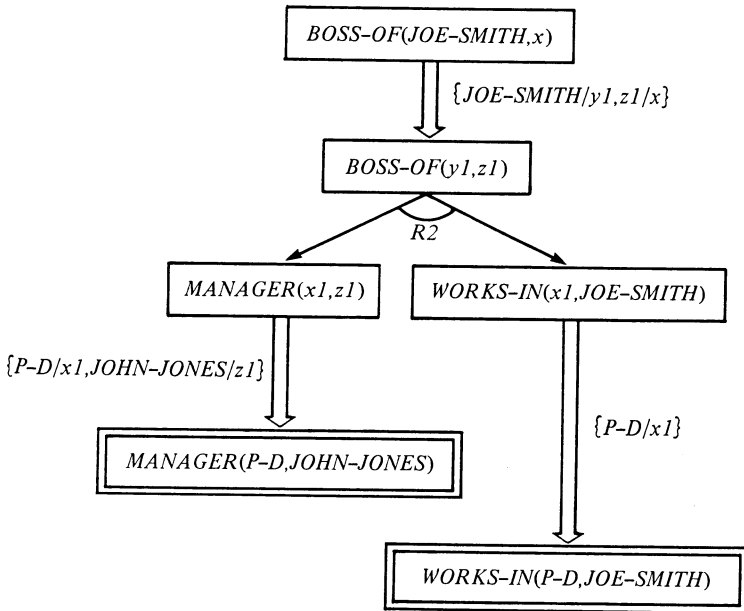 BOSS–OF(JOE–SMITH,x)
{JOE–SMITH/y1,z1/x}
BOSS–OF(y1,z1)
R2
MANAGER(x1,z1)
WORKS–IN(x1,JOE–SMITH)
{P–D/x1,JOHN–JONES/z1}
{P–D/x1}
MANAGER(P–D,JOHN–JONES)
WORKS–IN(P–D,JOE–SMITH)